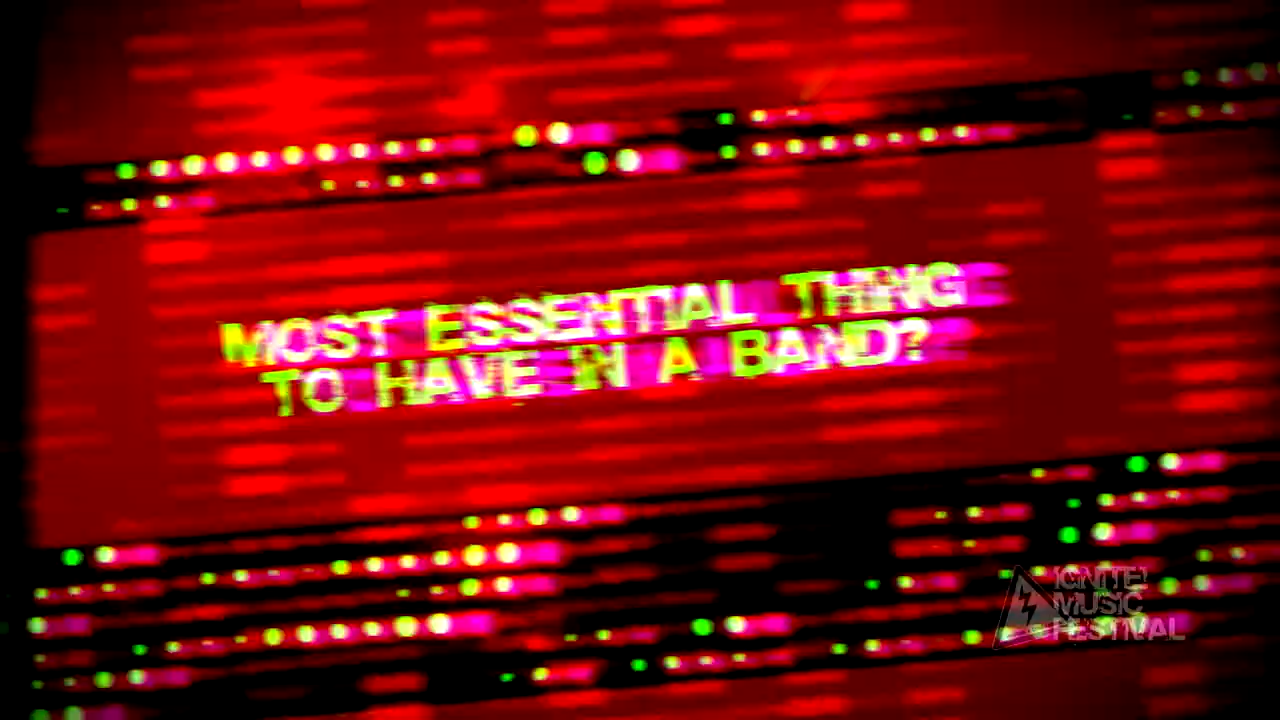 MOST ESSENTIAL THING
TO HAVE IN A BAND?
IGNITE!
MUSIC
FESTIVAL